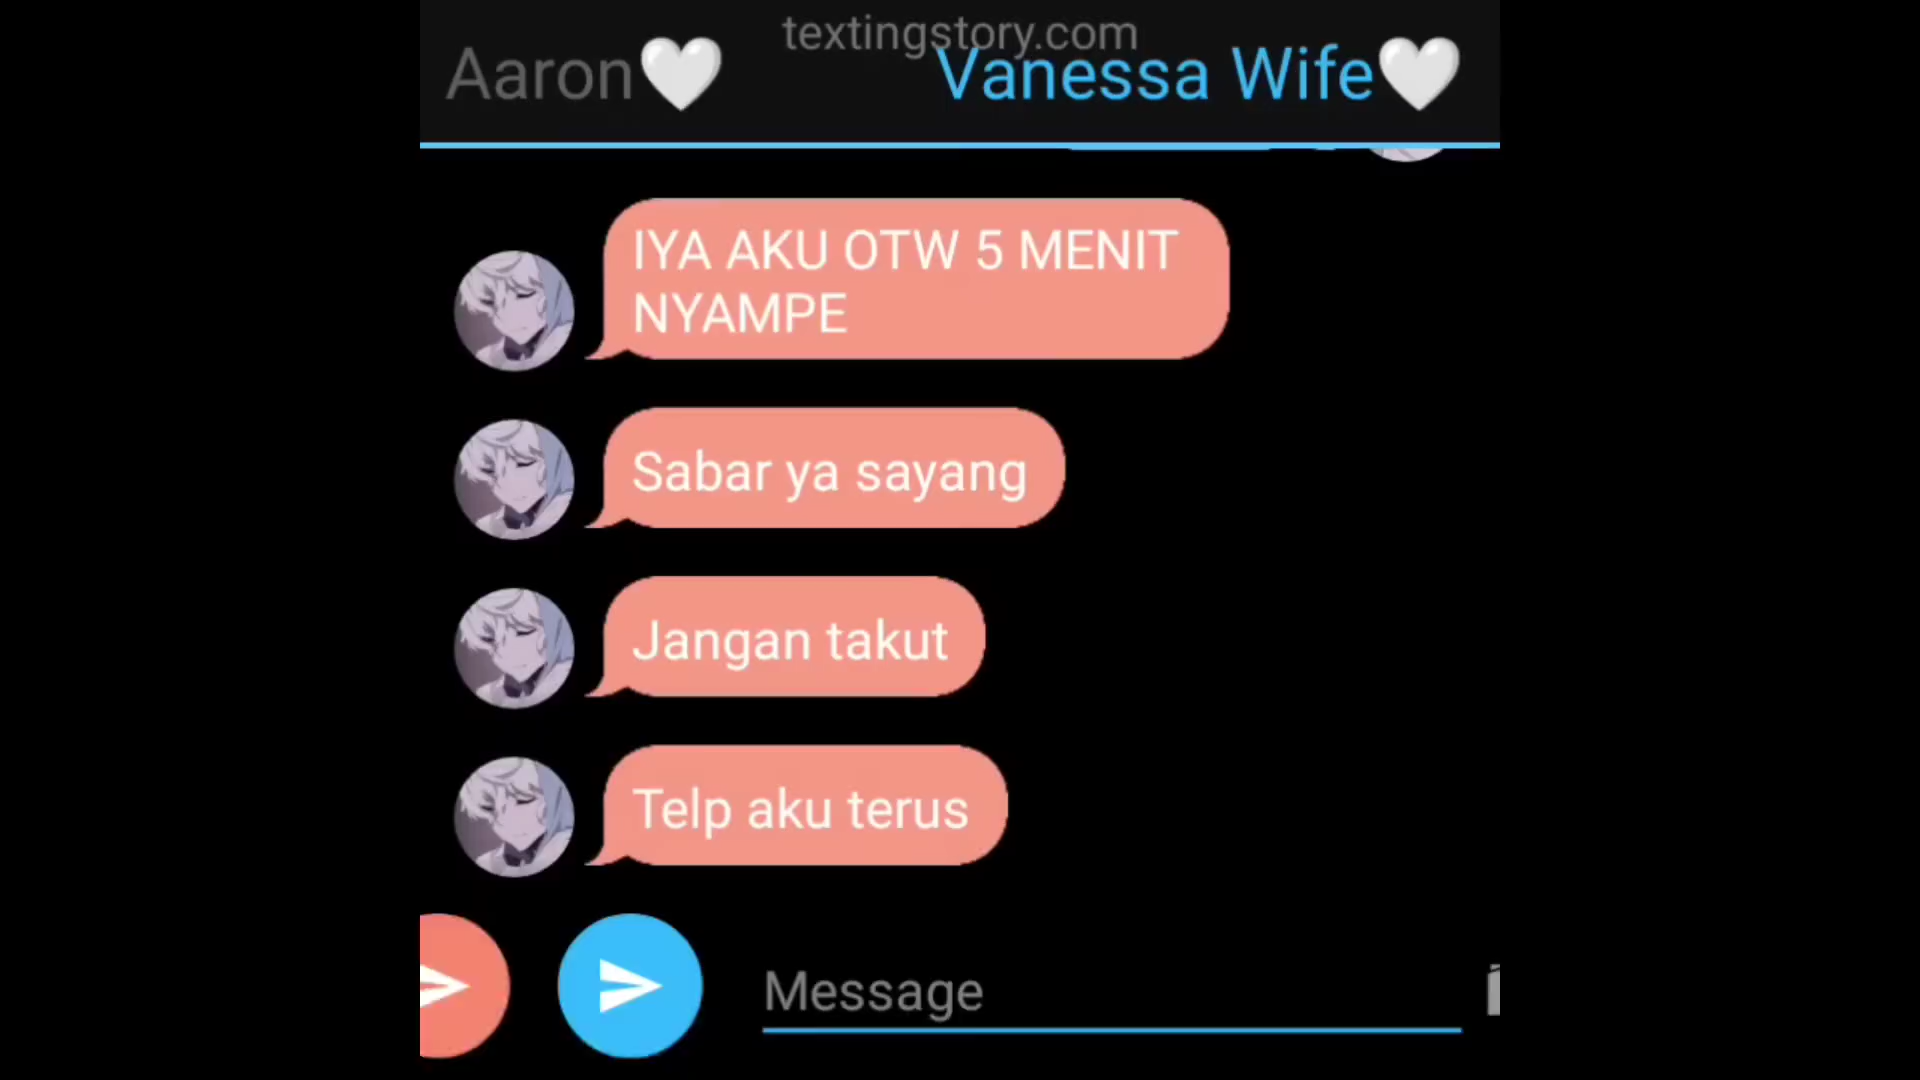 textingstory.com
Aaron🤍 Vanessa Wife🤍
IYA AKU OTW 5 MENIT
NYAMPE
Sabar ya sayang
Jangan takut
Telp aku terus
Message